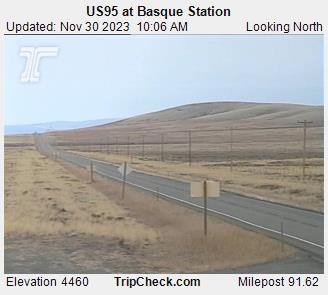 US95 at Basque Station
Updated: Nov 30 2023 10:06 AM Looking North
Elevation 4460 TripCheck.com Milepost 91.62